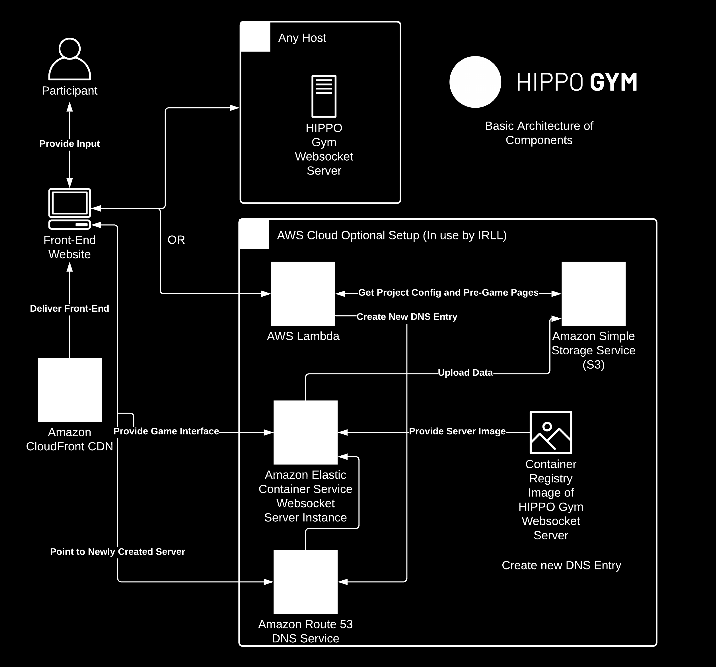 Any Host
HIPPO GYM
Participant
Basic Architecture of
Components
HIPPO
Gym
Websocket
Server
Provide Input
Front-End
Website
OR
AWS Cloud Optional Setup (In use by IRLL)
Get Project Config and Pre-Game Pages
Deliver Front-End
Create New DNS Entry
AWS Lambda
Amazon Simple
Storage Service
(S3)
Upload Data
Amazon
CloudFront CDN
Provide Game Interface
Provide Server Image
Amazon Elastic
Container Service
Websocket
Server Instance
Container
Registry
Image of
HIPPO Gym
Websocket
Server
Point to Newly Created Server
Create new DNS Entry
Amazon Route 53
DNS Service